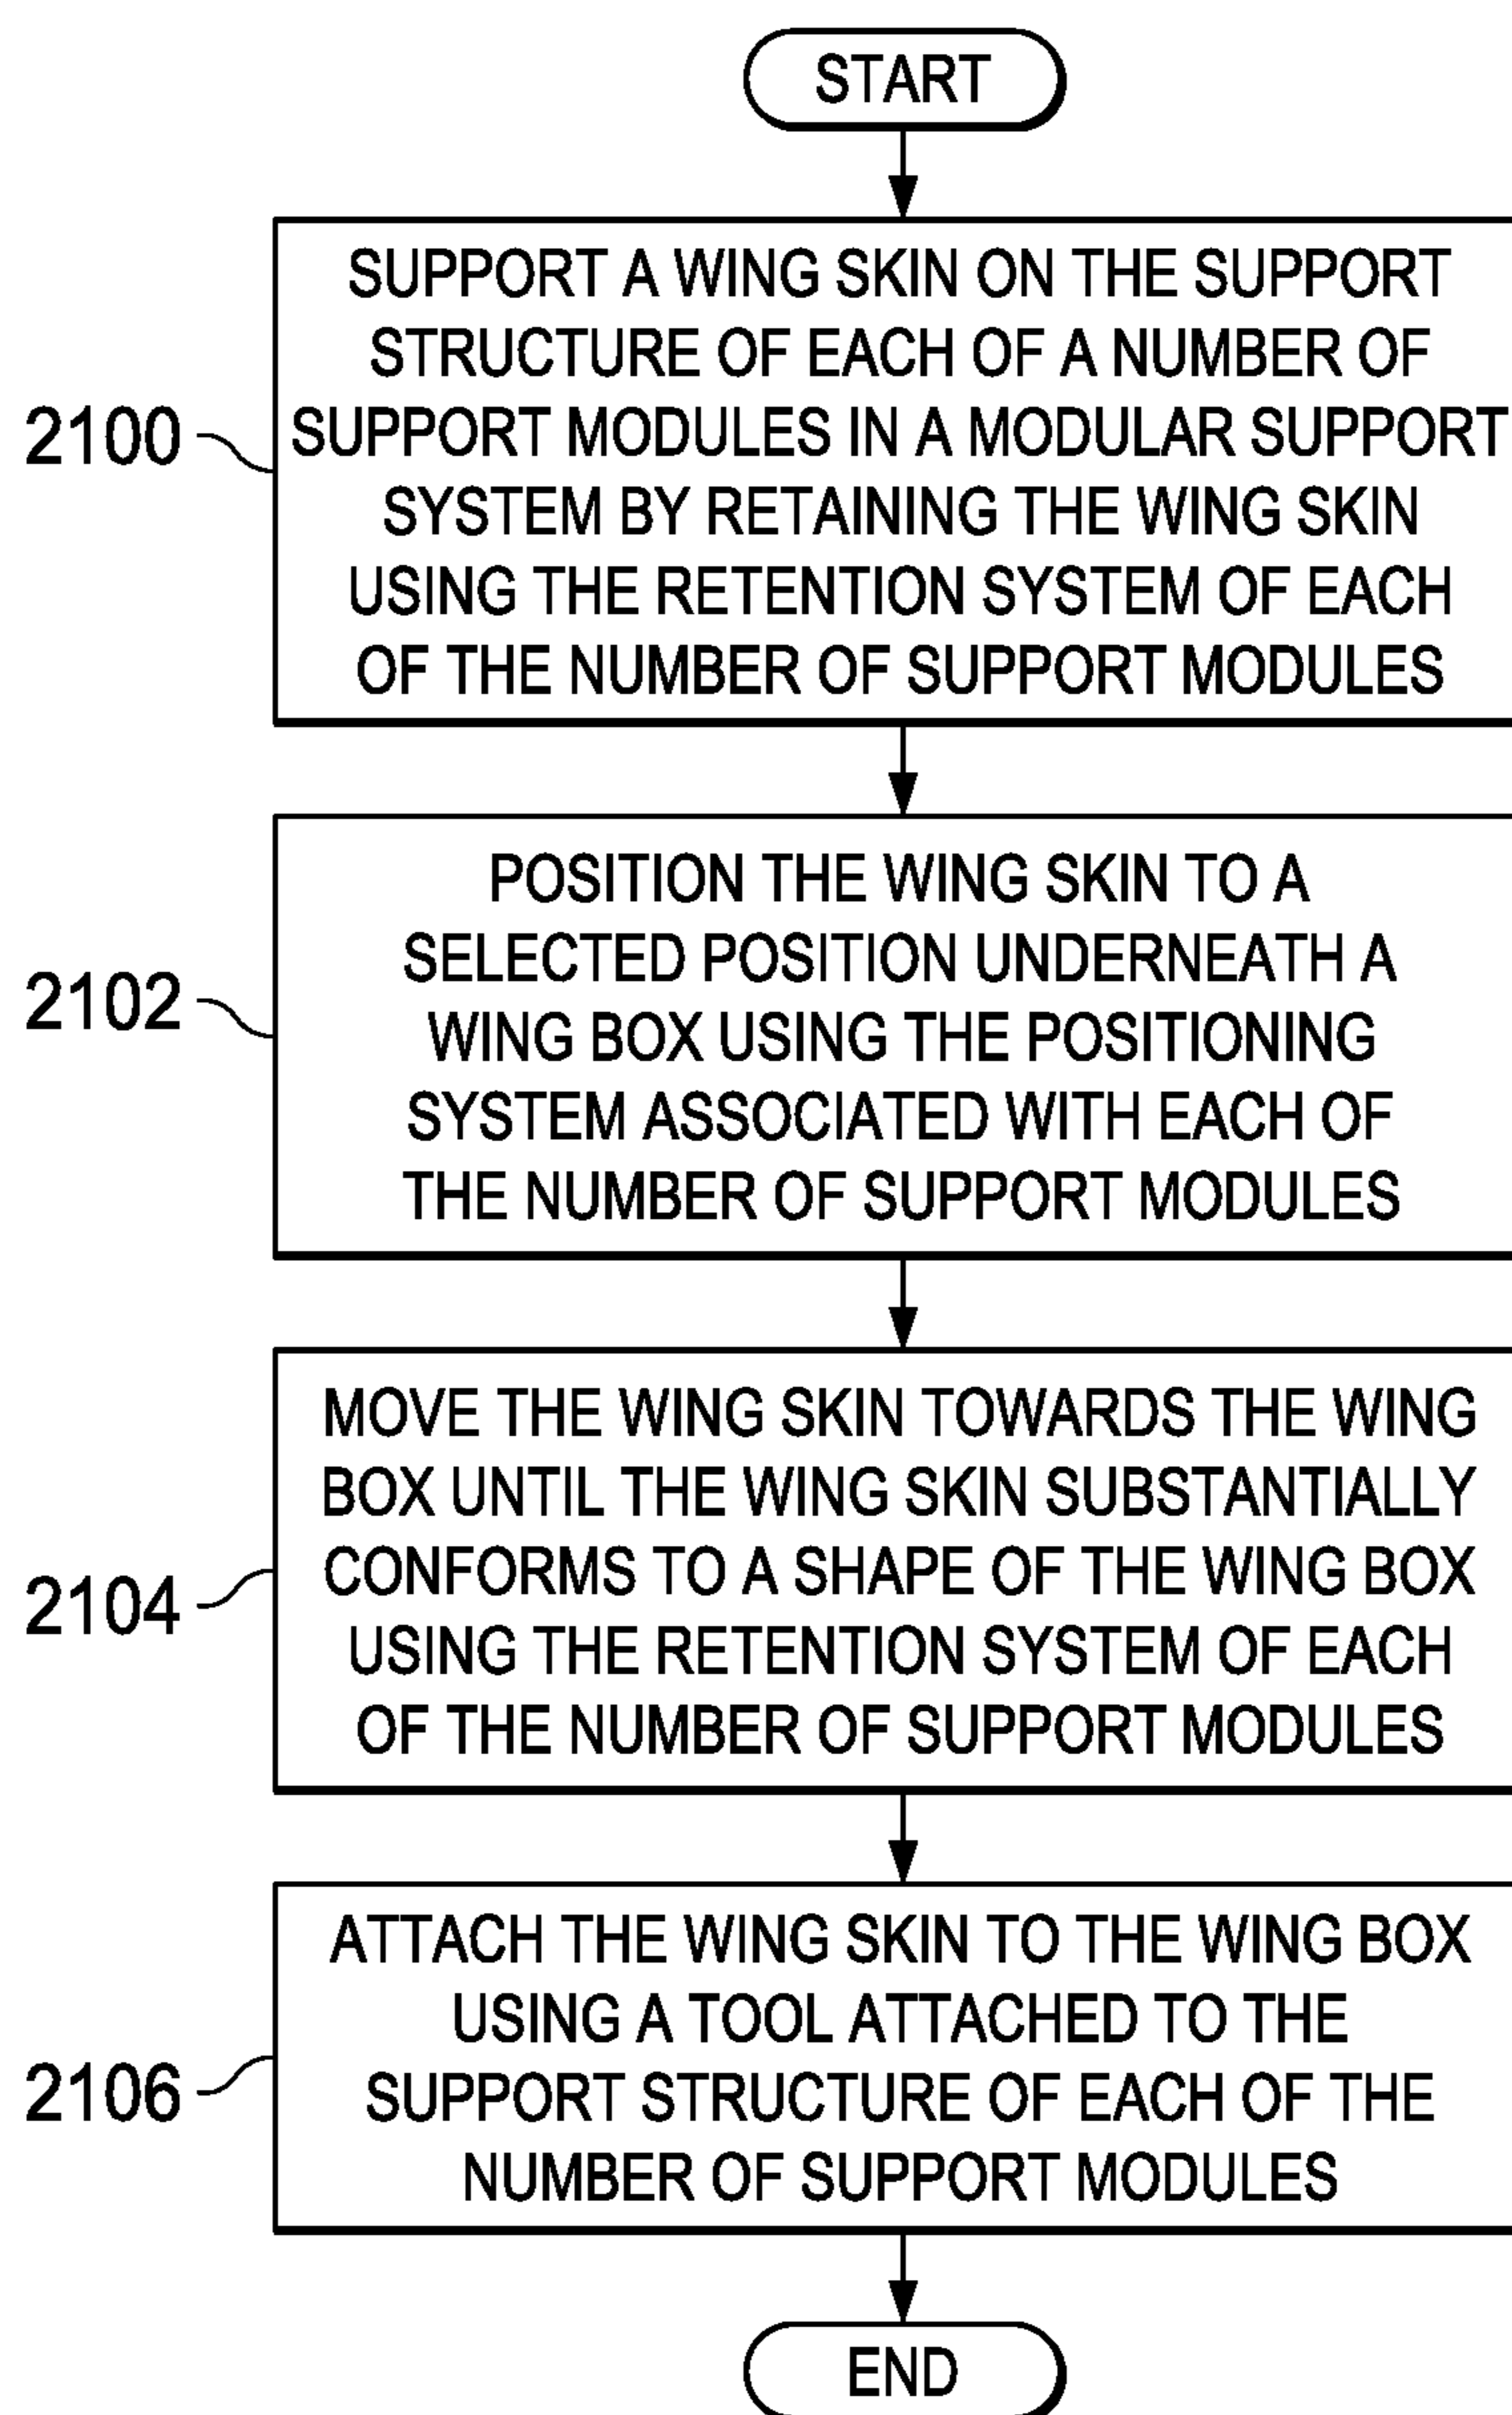 START
SUPPORT A WING SKIN ON THE SUPPORT
STRUCTURE OF EACH OF A NUMBER OF
SUPPORT MODULES IN A MODULAR SUPPORT
SYSTEM BY RETAINING THE WING SKIN
USING THE RETENTION SYSTEM OF EACH
OF THE NUMBER OF SUPPORT MODULES
2100
POSITION THE WING SKIN TO A
SELECTED POSITION UNDERNEATH A
WING BOX USING THE POSITIONING
SYSTEM ASSOCIATED WITH EACH OF
THE NUMBER OF SUPPORT MODULES
2102
MOVE THE WING SKIN TOWARDS THE WING
BOX UNTIL THE WING SKIN SUBSTANTIALLY
CONFORMS TO A SHAPE OF THE WING BOX
USING THE RETENTION SYSTEM OF EACH
OF THE NUMBER OF SUPPORT MODULES
2104
ATTACH THE WING SKIN TO THE WING BOX
USING A TOOL ATTACHED TO THE
SUPPORT STRUCTURE OF EACH OF THE
NUMBER OF SUPPORT MODULES
2106
END